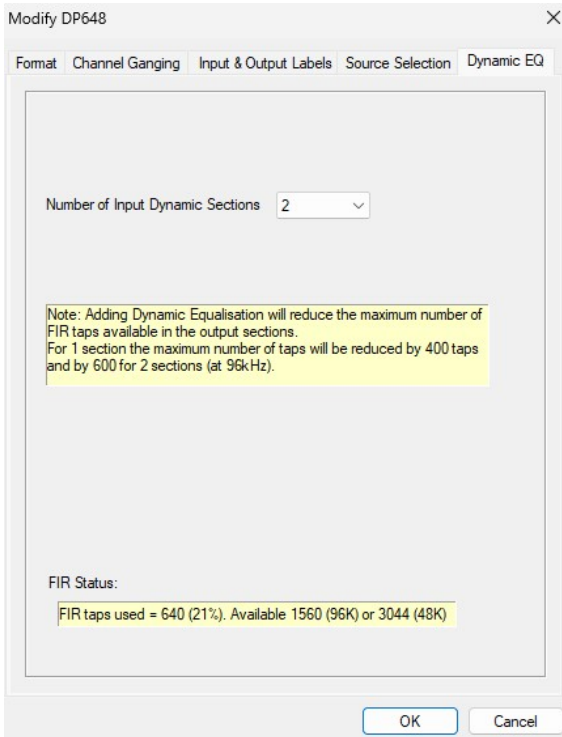 Modify DP648
Format Channel Ganging Input & Output Labels Source Selection Dynamic EQ
Number of Input Dynamic Sections 2
Note: Adding Dynamic Equalisation will reduce the maximum number of
FIR taps available in the output sections.
For 1 section the maximum number of taps will be reduced by 400 taps
and by 600 for 2 sections (at 96kHz).
FIR Status:
FIR taps used = 640 (21%). Available 1560 (96K) or 3044 (48K)
OK Cancel